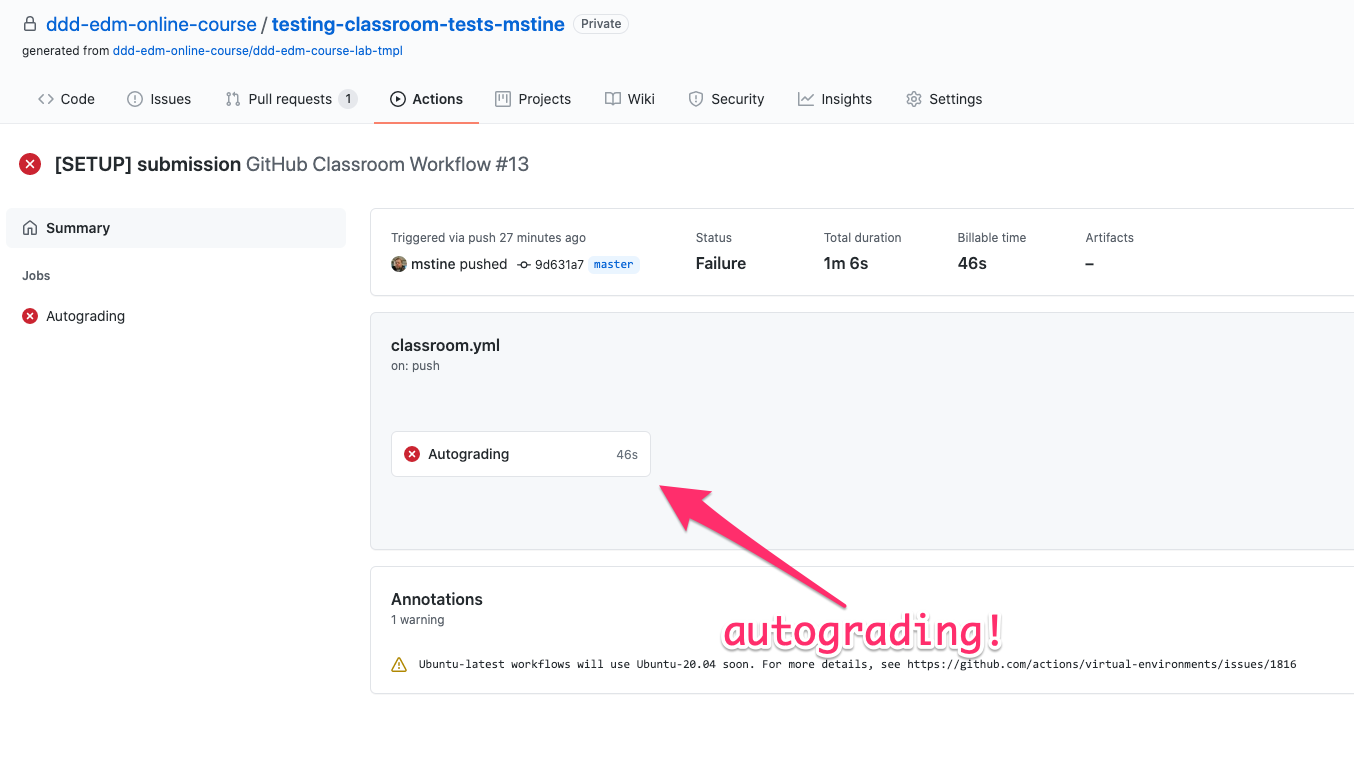 ddd-edm-online-course / testing-classroom-tests-mstine Private
generated from ddd-edm-online-course/ddd-edm-course-lab-tmpl
Code Issues Pull requests 1 Actions Projects Wiki Security Insights Settings
[SETUP] submission GitHub Classroom Workflow #13
Summary
Jobs
Autograding
Triggered via push 27 minutes ago Status Total duration Billable time Artifacts
mstine pushed 9d631a7 master Failure 1m 6s 46s –
classroom.yml
on: push
Autograding 46s
Annotations
1 warning
autograding!
Ubuntu-latest workflows will use Ubuntu-20.04 soon. For more details, see https://github.com/actions/virtual-environments/issues/1816